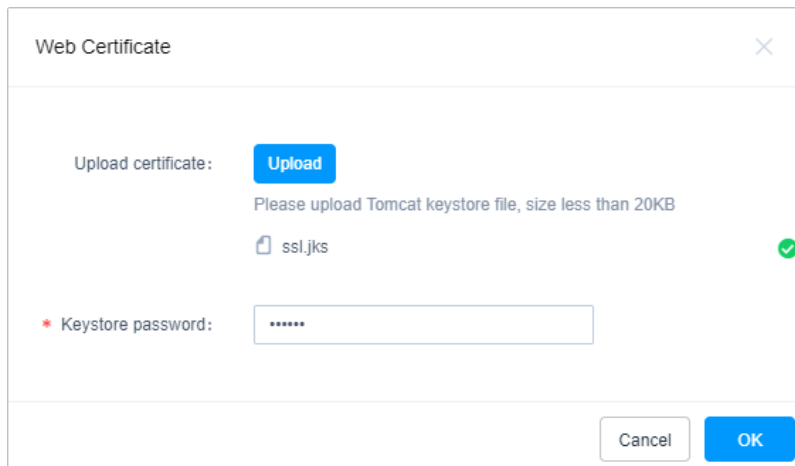 Web Certificate
Upload certificate:
Upload
Please upload Tomcat keystore file, size less than 20KB
ssl.jks
* Keystore password:
••••••
Cancel
OK